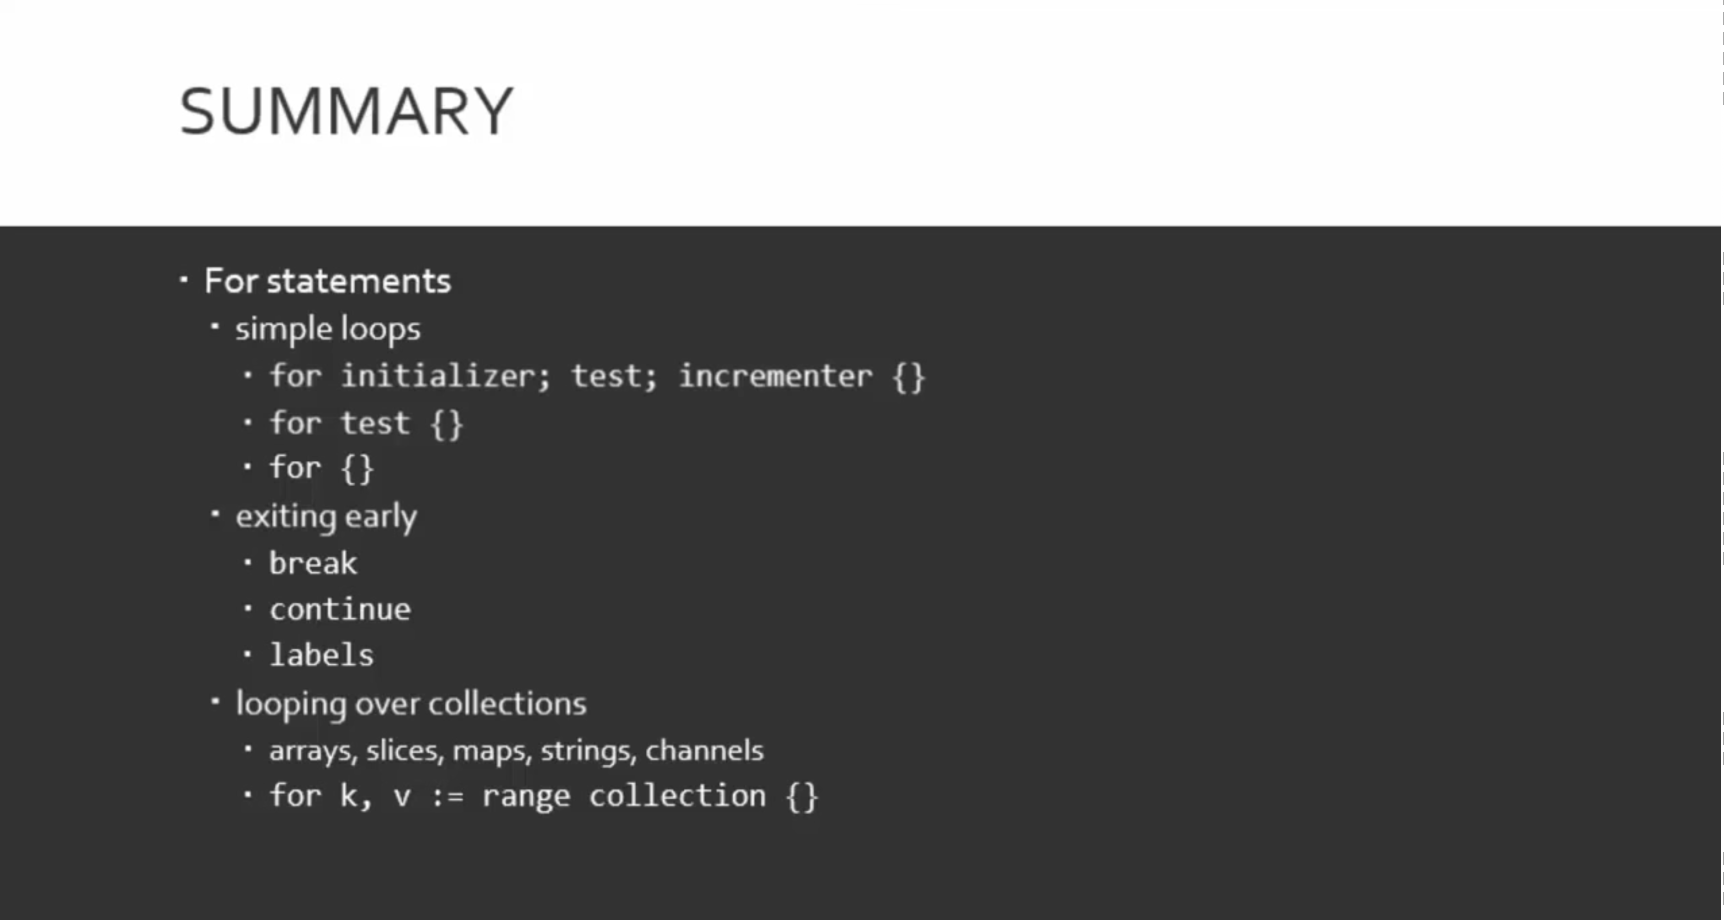 SUMMARY
▪ For statements
▪ simple loops
▪ for initializer; test; incrementer {}
▪ for test {}
▪ for {}
▪ exiting early
▪ break
▪ continue
▪ labels
▪ looping over collections
▪ arrays, slices, maps, strings, channels
▪ for k, v := range collection {}